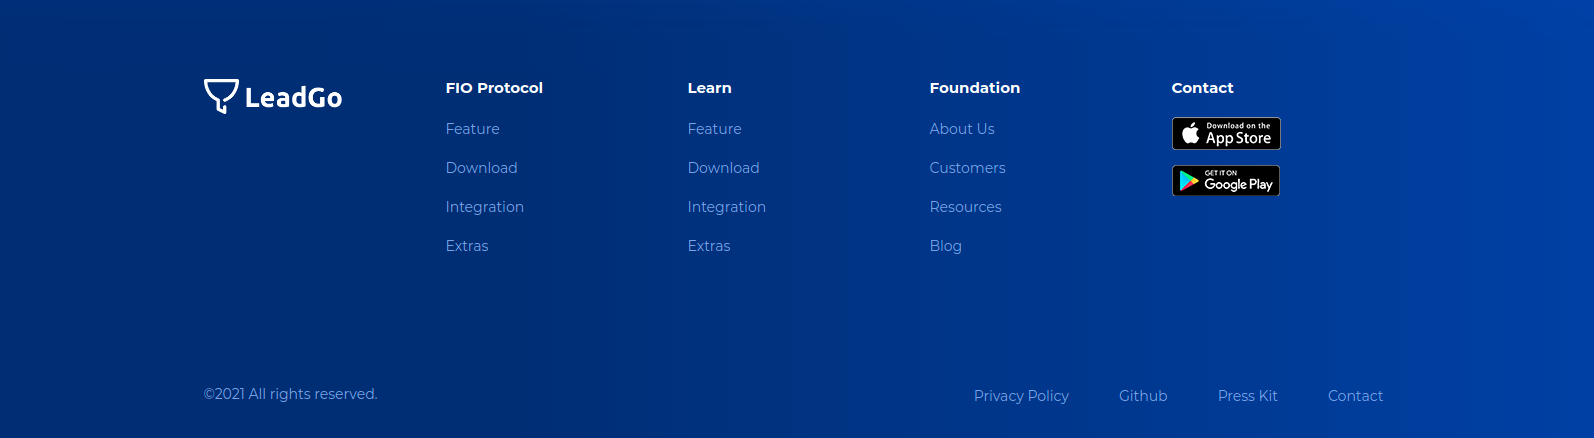 LeadGo
FIO Protocol
Feature
Download
Integration
Extras
Learn
Feature
Download
Integration
Extras
Foundation
About Us
Customers
Resources
Blog
Contact
Download on the
App Store
GET IT ON
Google Play
©2021 All rights reserved.
Privacy Policy
Github
Press Kit
Contact